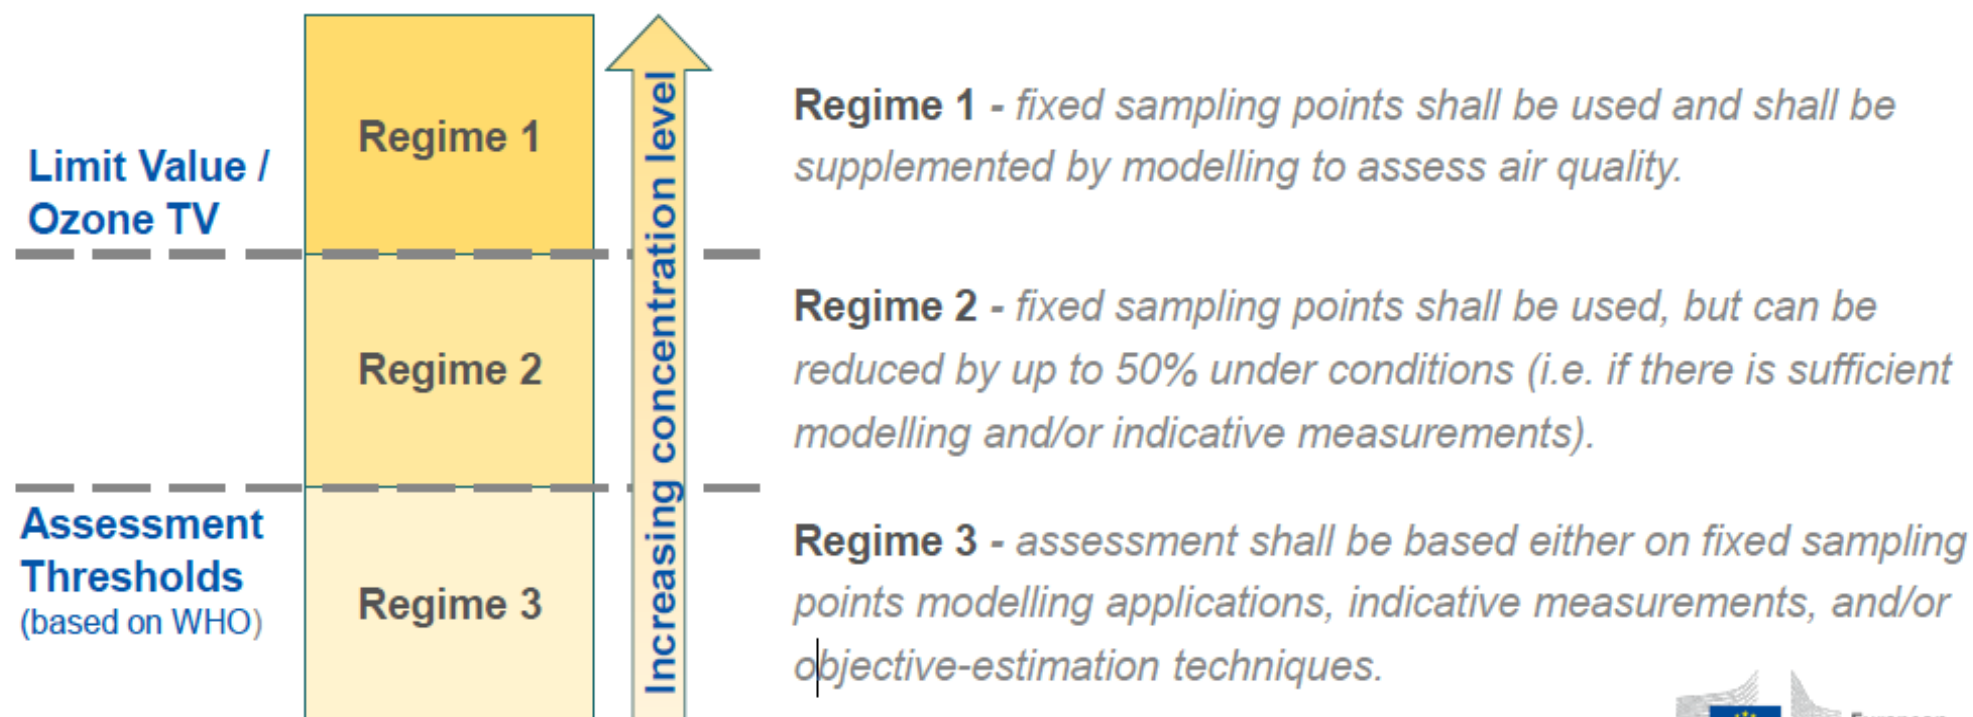 Limit Value /
Ozone TV
Assessment
Thresholds
(based on WHO)
Regime 1
Regime 2
Regime 3
Increasing concentration level
Regime 1 - fixed sampling points shall be used and shall be
supplemented by modelling to assess air quality.
Regime 2 - fixed sampling points shall be used, but can be
reduced by up to 50% under conditions (i.e. if there is sufficient
modelling and/or indicative measurements).
Regime 3 - assessment shall be based either on fixed sampling
points modelling applications, indicative measurements, and/or
objective-estimation techniques.